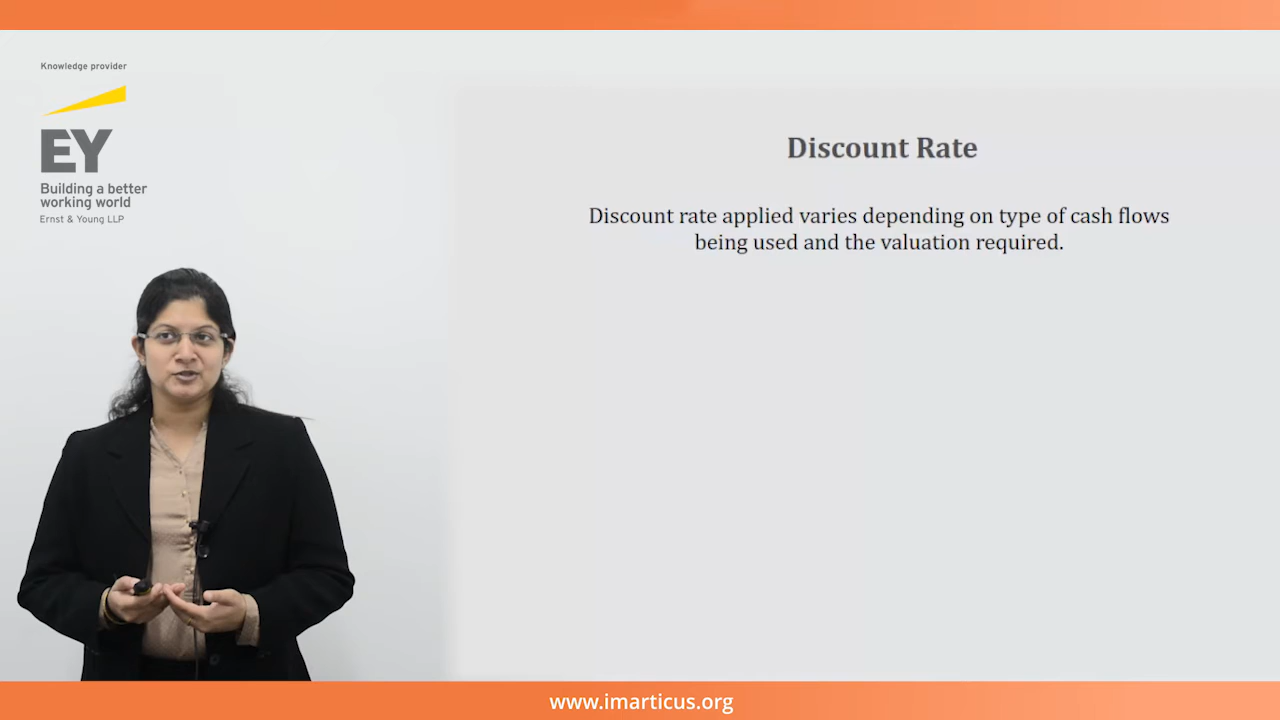 Knowledge provider
EY
Building a better
working world
Ernst & Young LLP
Discount Rate
Discount rate applied varies depending on type of cash flows
being used and the valuation required.
www.imarticus.org